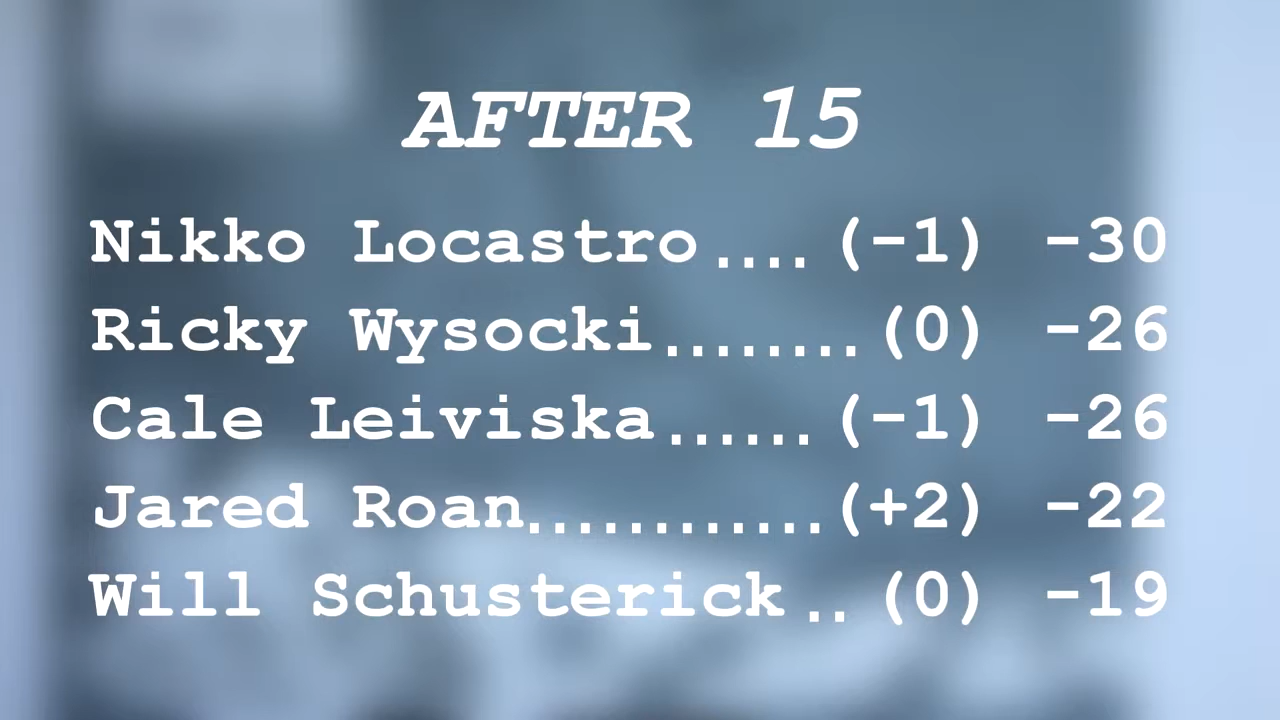 AFTER 15
Nikko Locastro....(-1) -30
Ricky Wysocki........(0) -26
Cale Leiviska......(-1) -26
Jared Roan............(+2) -22
Will Schusterick..(0) -19